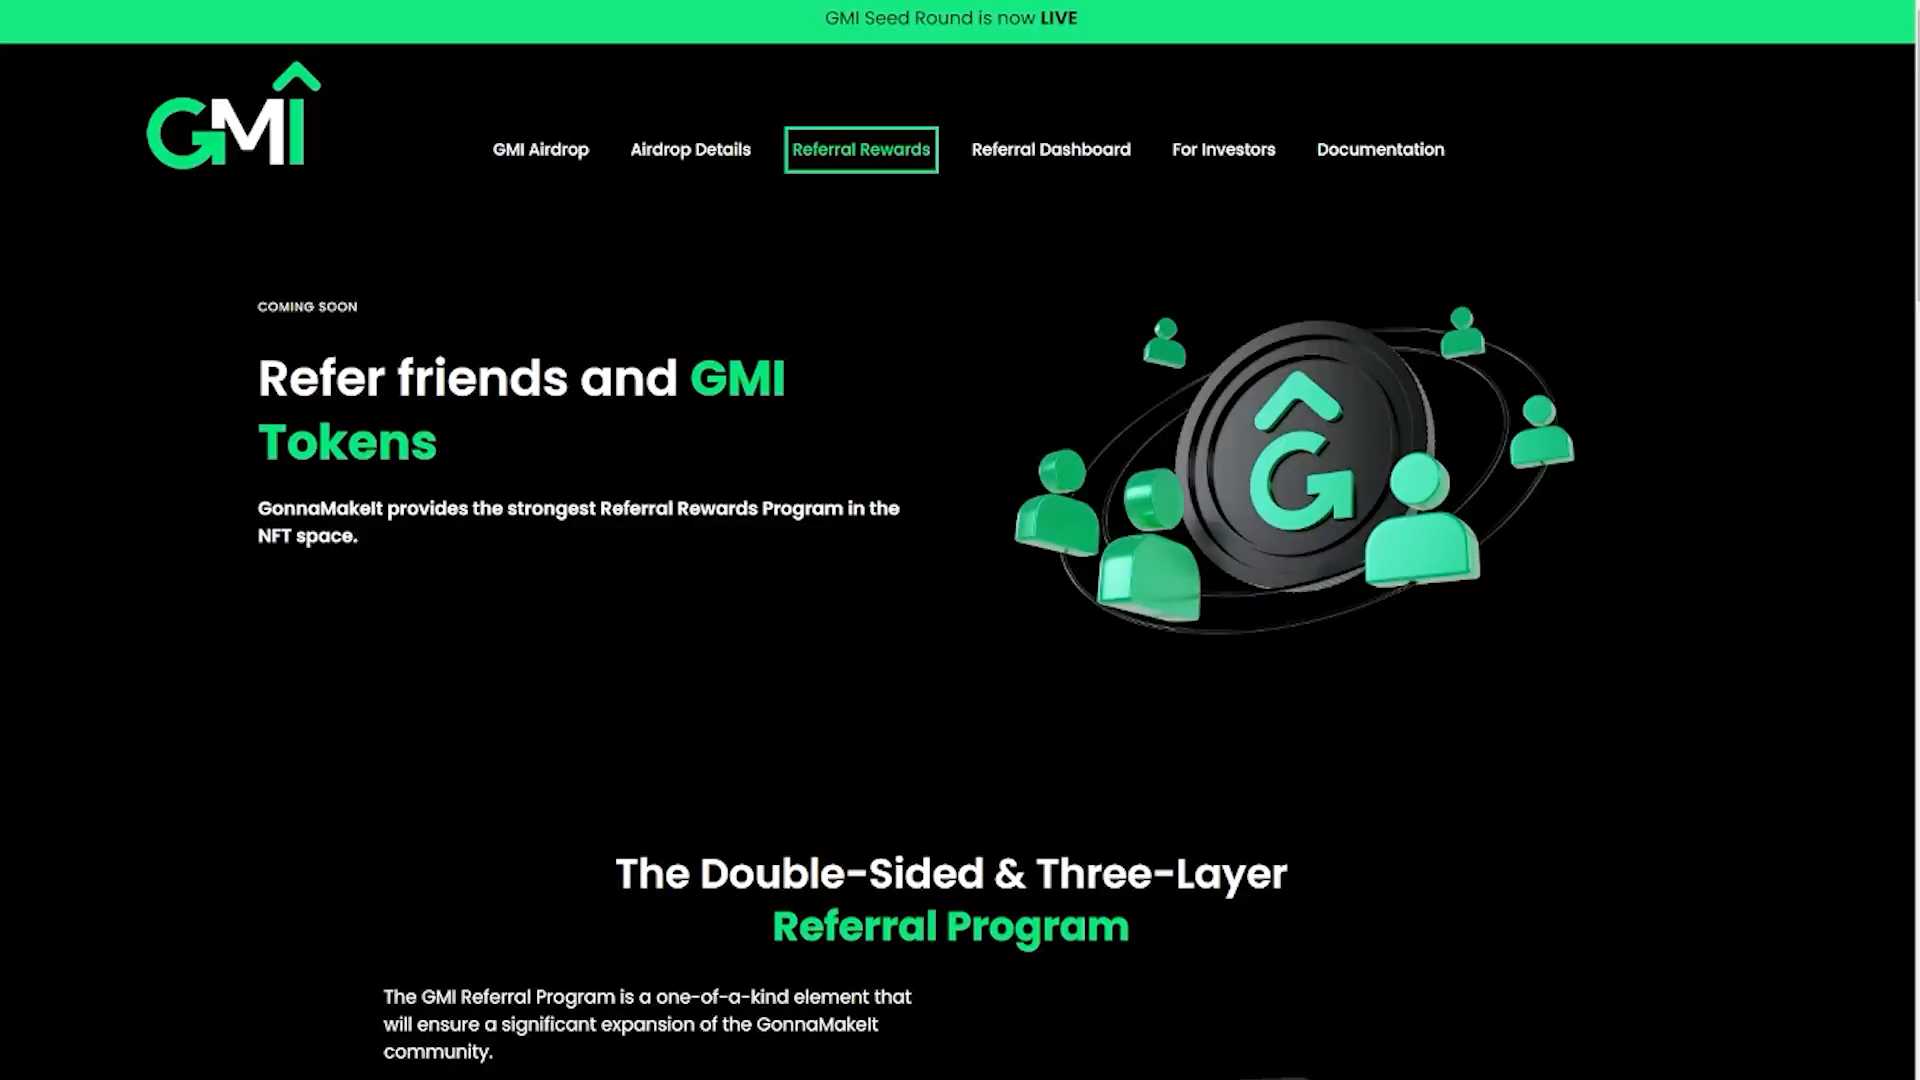 GMI Seed Round is now LIVE
GMI
GMI Airdrop
Airdrop Details
Referral Rewards
Referral Dashboard
For Investors
Documentation
COMING SOON
Refer friends and GMI
Tokens
GonnaMakeIt provides the strongest Referral Rewards Program in the
NFT space.
G
The Double-Sided & Three-Layer
Referral Program
The GMI Referral Program is a one-of-a-kind element that
will ensure a significant expansion of the GonnaMakeIt
community.